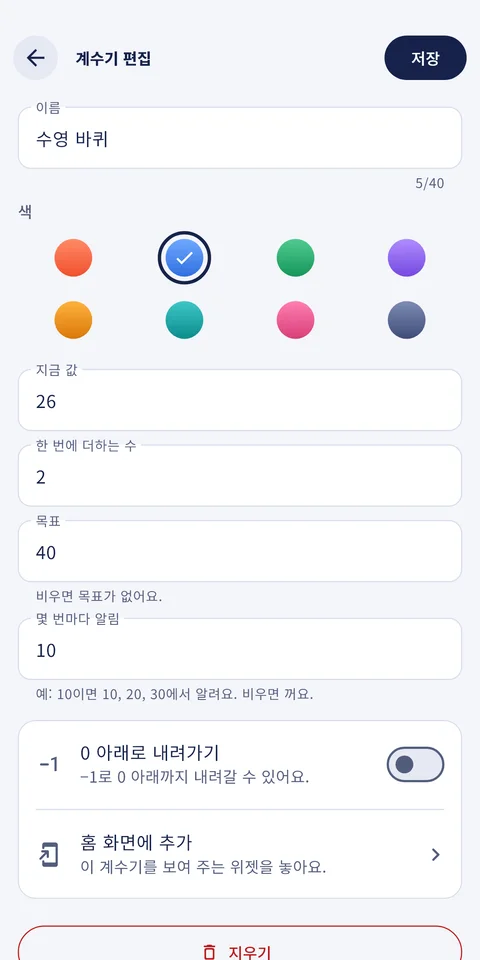 계수기 편집
저장
이름
수영 바퀴
5/40
색
지금 값
26
한 번에 더하는 수
2
목표
40
비우면 목표가 없어요.
몇 번마다 알림
10
예: 10이면 10, 20, 30에서 알려요. 비우면 꺼요.
−1
0 아래로 내려가기
−1로 0 아래까지 내려갈 수 있어요.
홈 화면에 추가
이 계수기를 보여 주는 위젯을 놓아요.
지우기